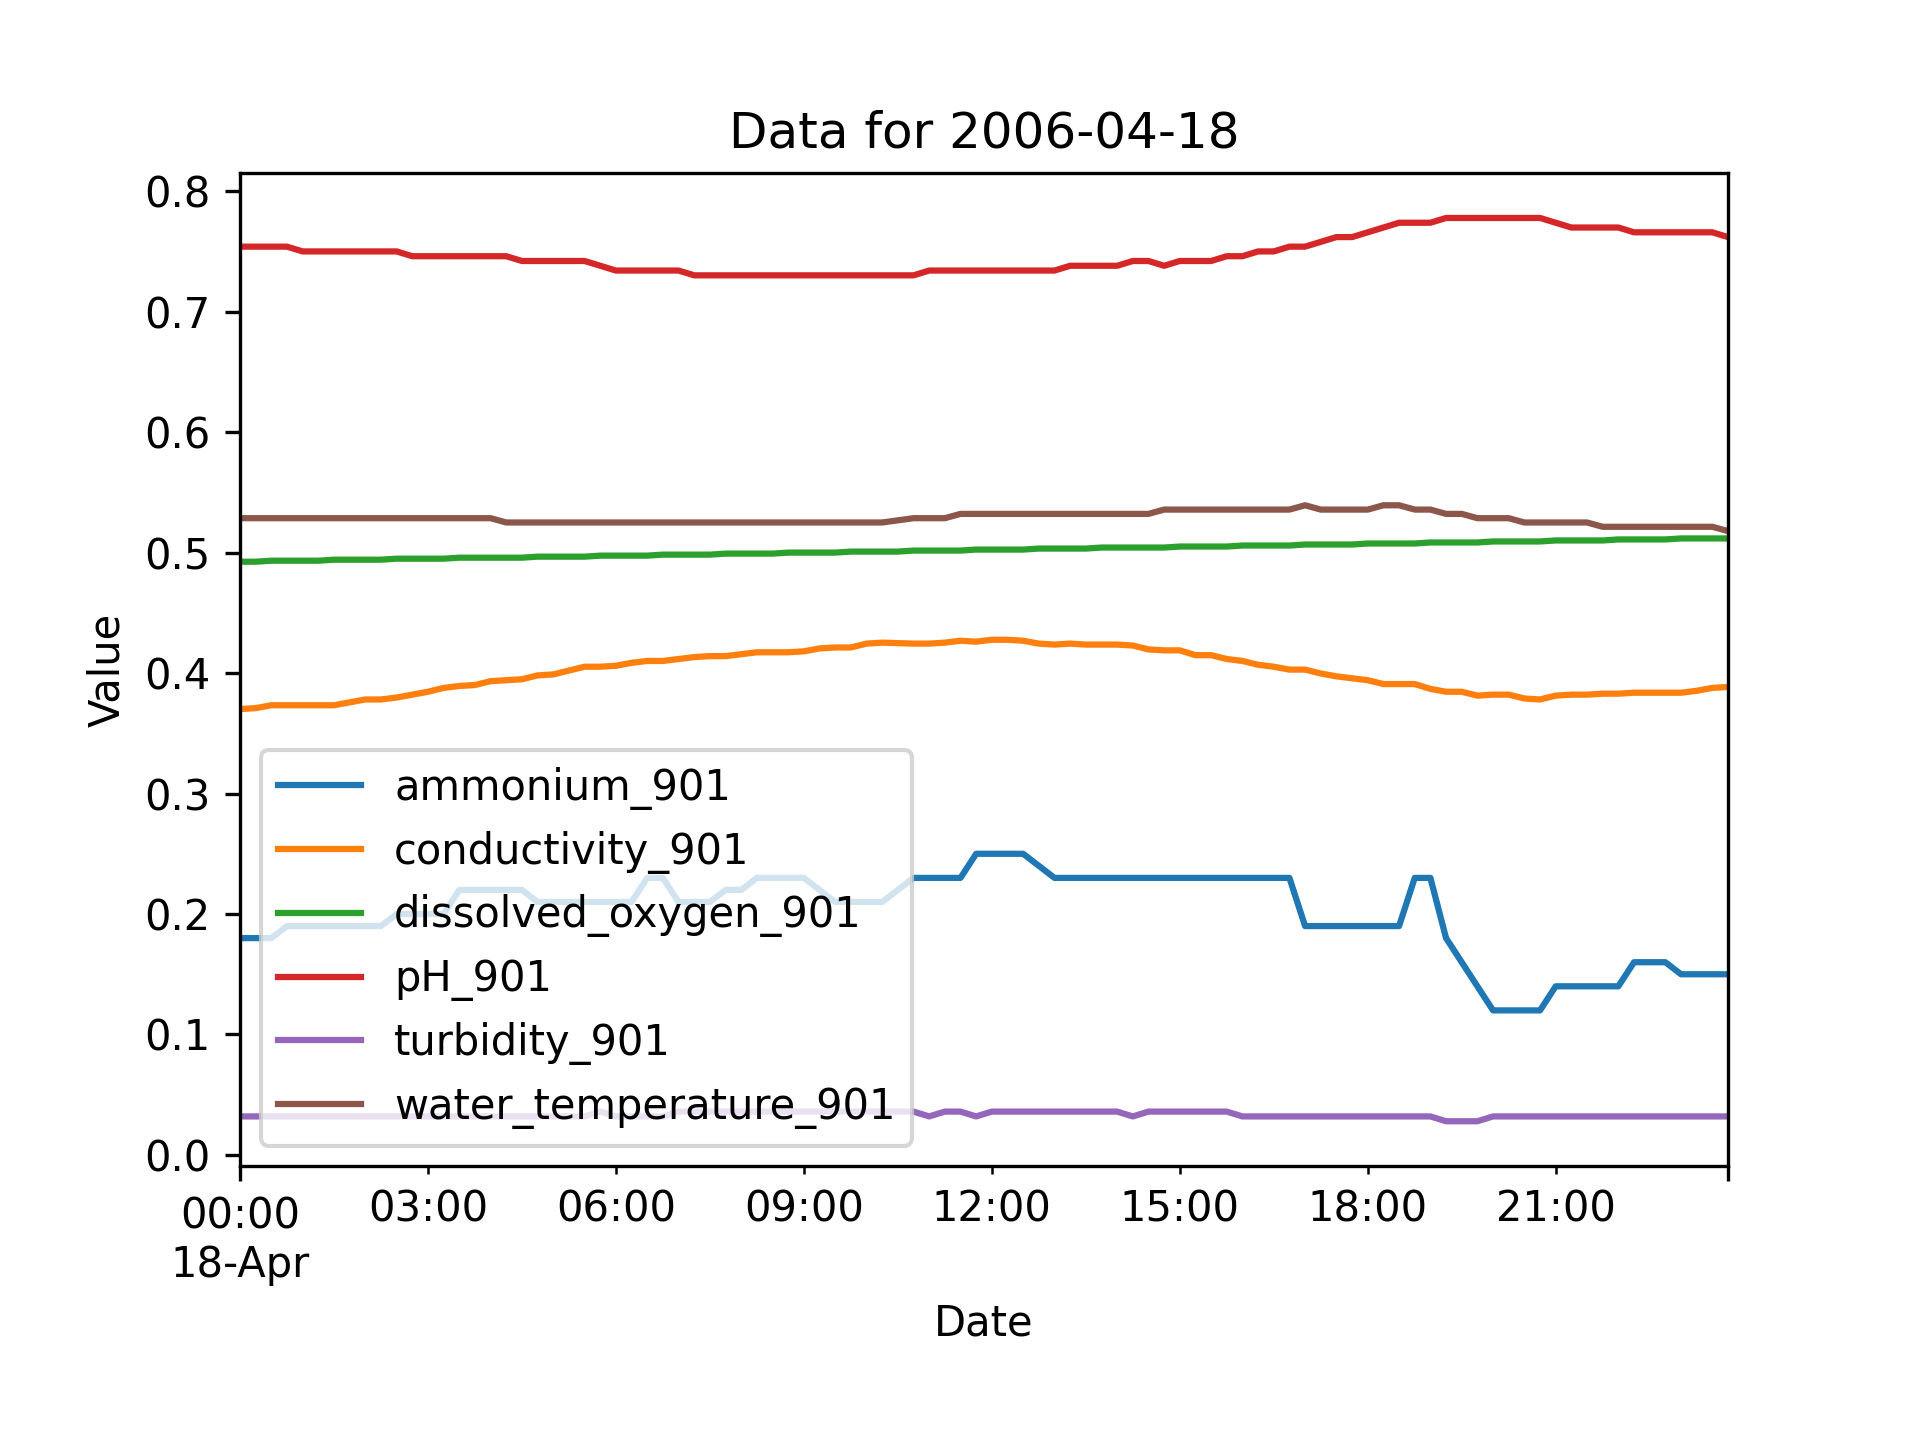 Data for 2006-04-18
0.8
0.7
0.6
0.5
0.4
0.3
0.2
0.1
0.0
Value
ammonium_901
conductivity_901
dissolved_oxygen_901
pH_901
turbidity_901
water_temperature_901
00:00 03:00 06:00 09:00 12:00 15:00 18:00 21:00
18-Apr
Date